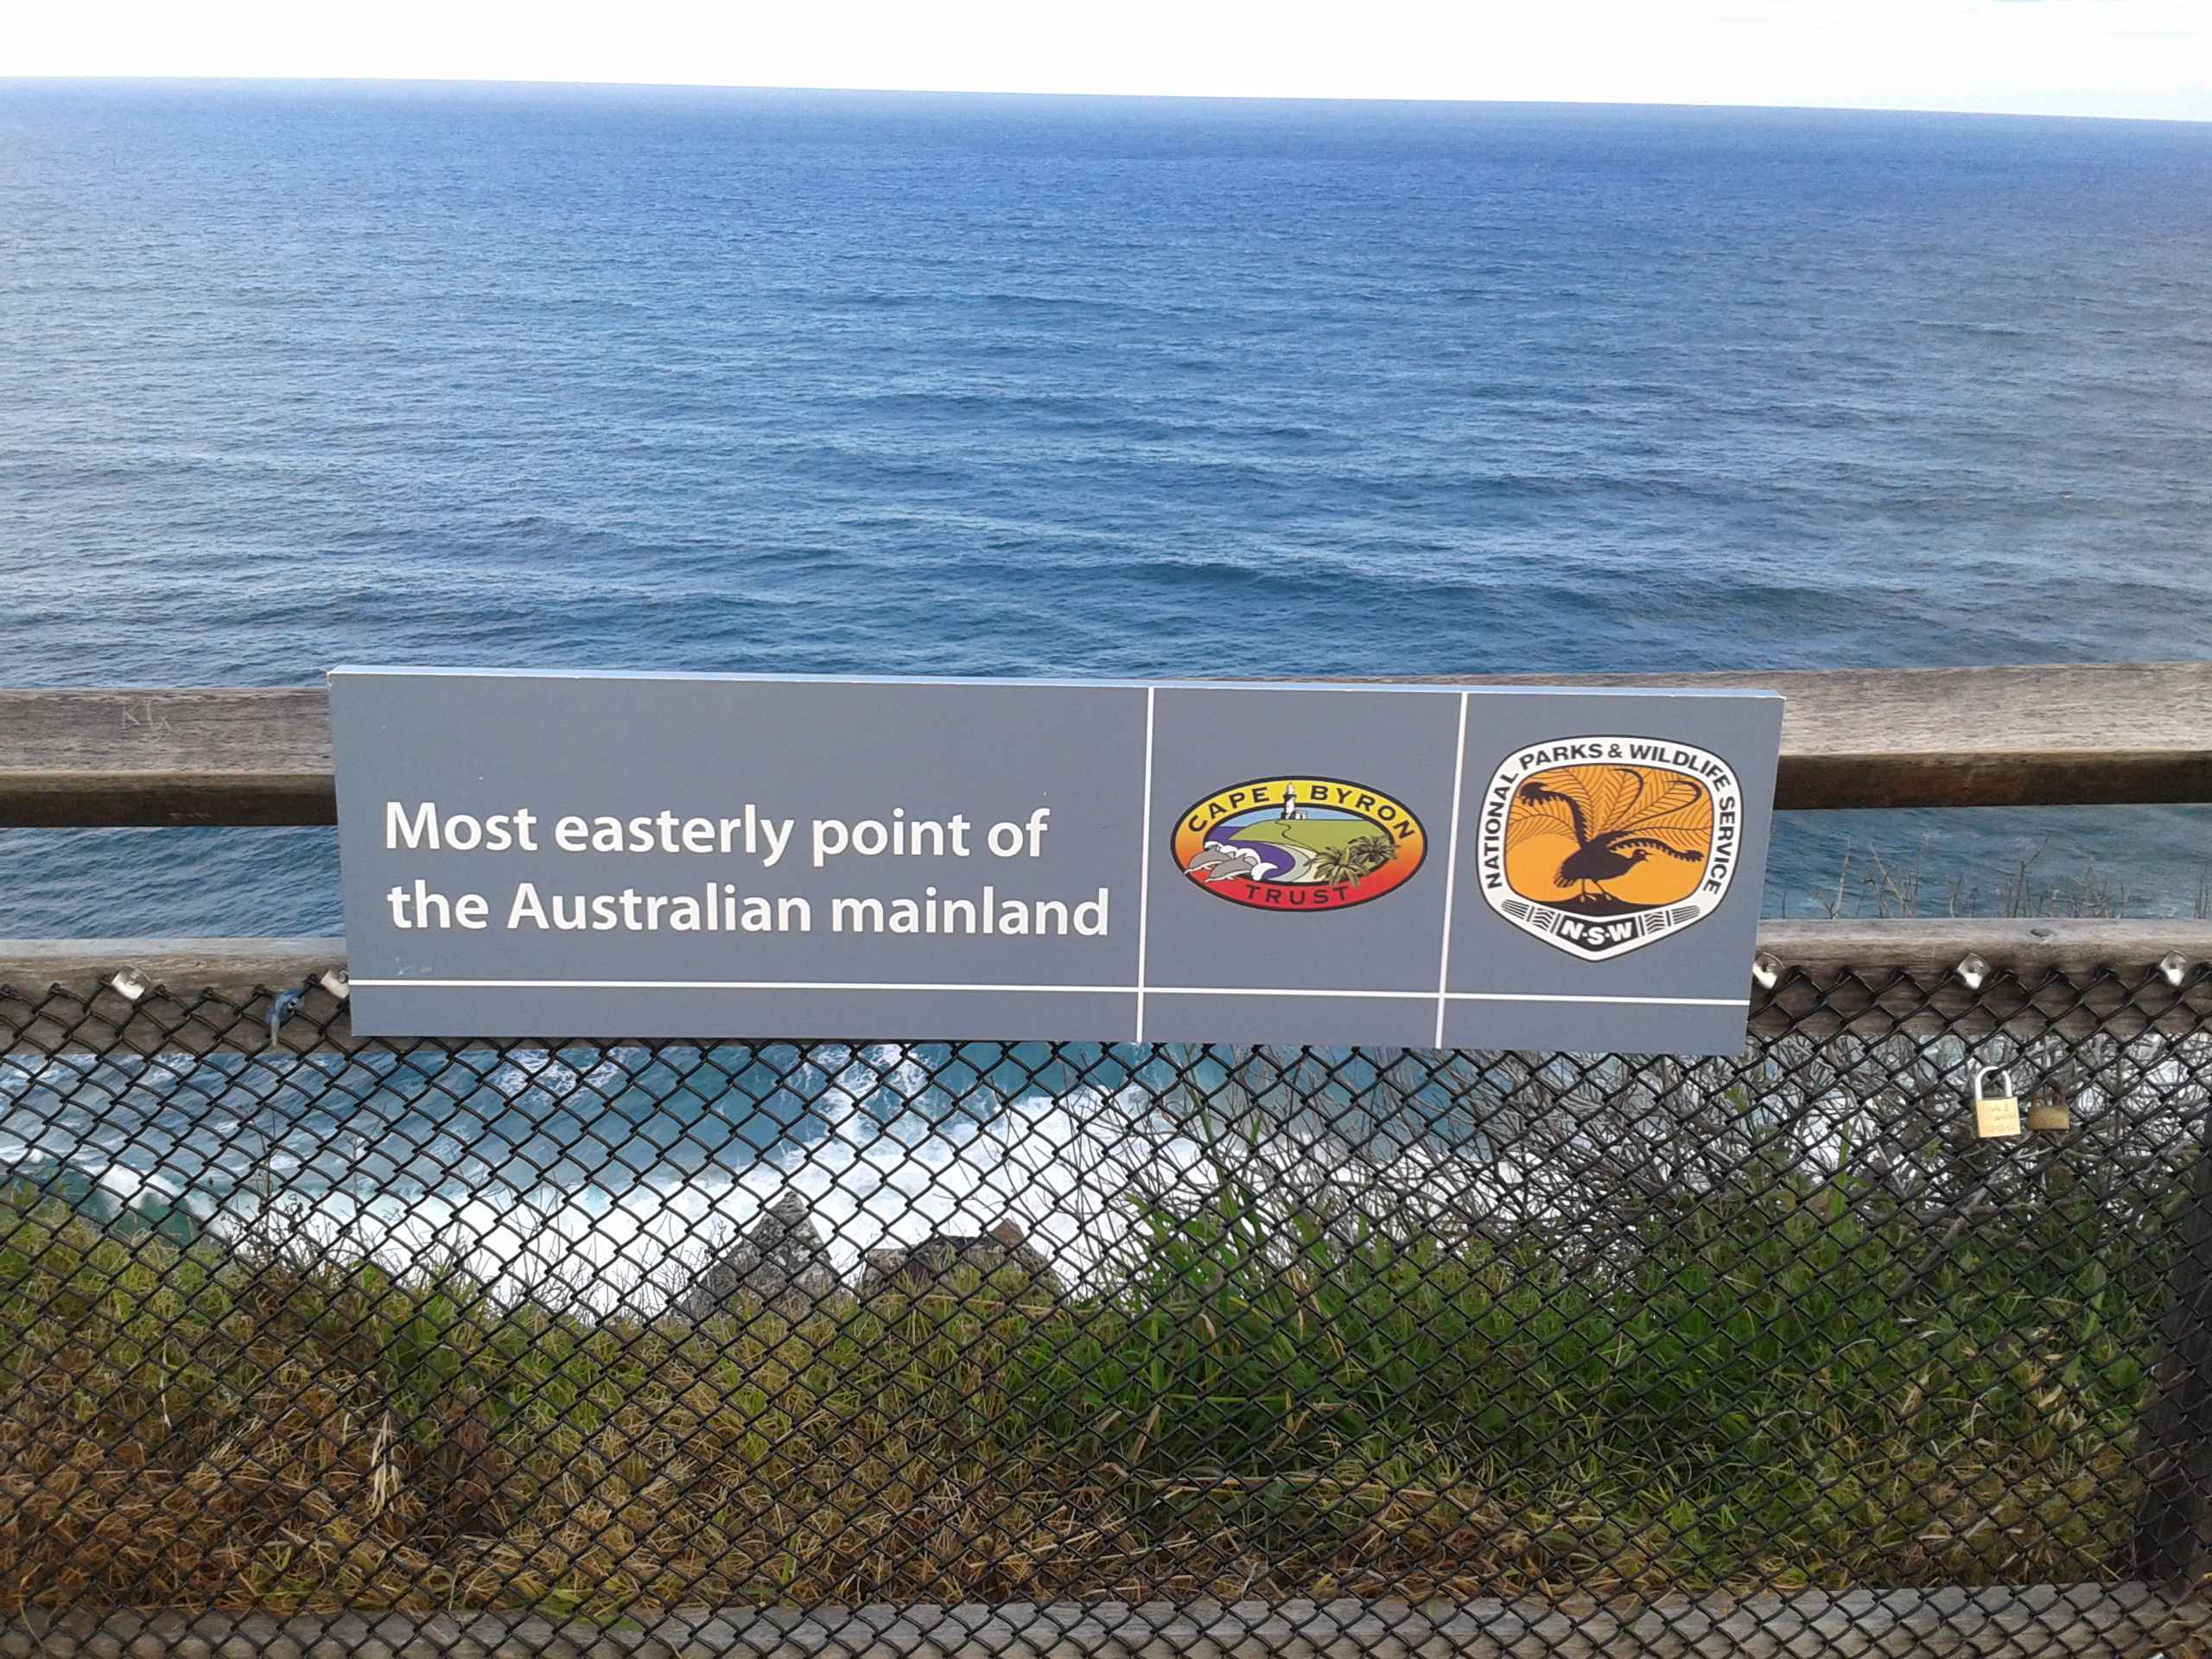 Most easterly point of
the Australian mainland
CAPE BYRON
TRUST
NATIONAL PARKS & WILDLIFE SERVICE
N·S·W